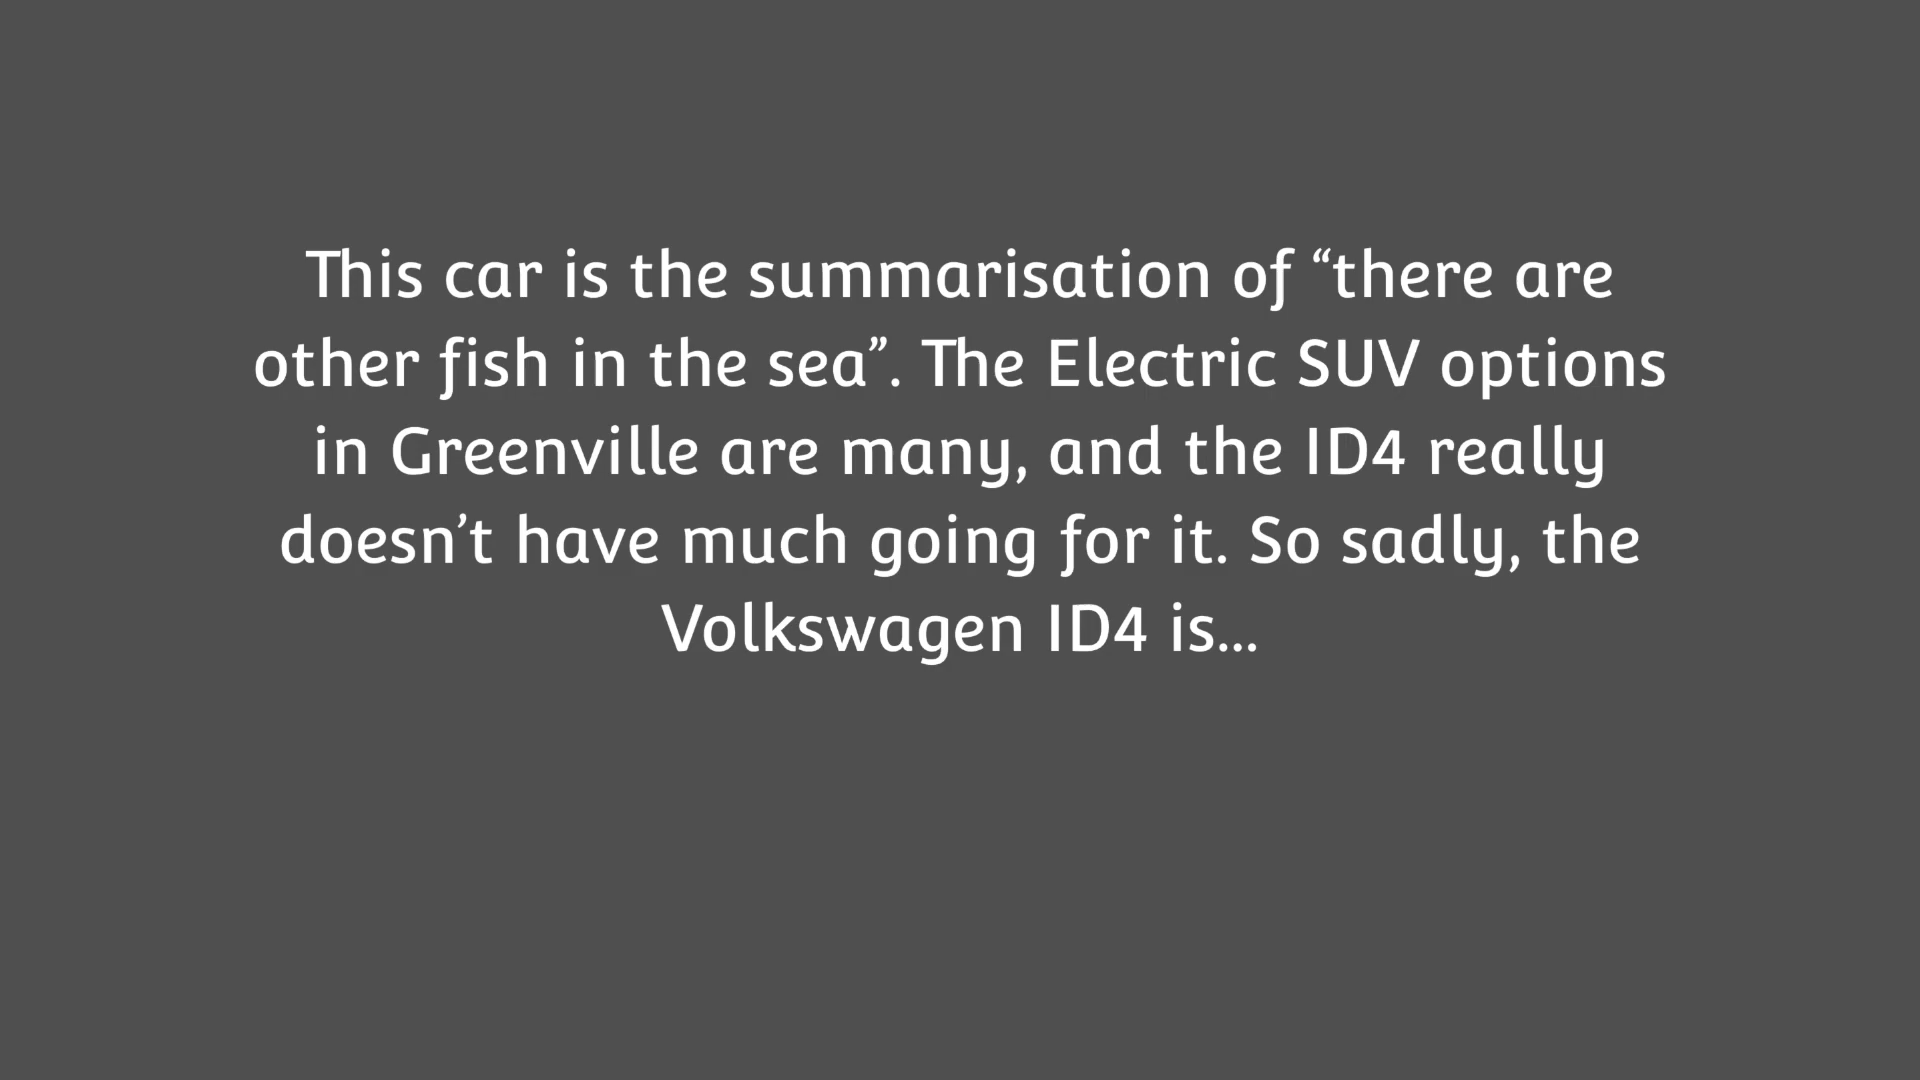 This car is the summarisation of “there are
other fish in the sea”. The Electric SUV options
in Greenville are many, and the ID4 really
doesn’t have much going for it. So sadly, the
Volkswagen ID4 is...